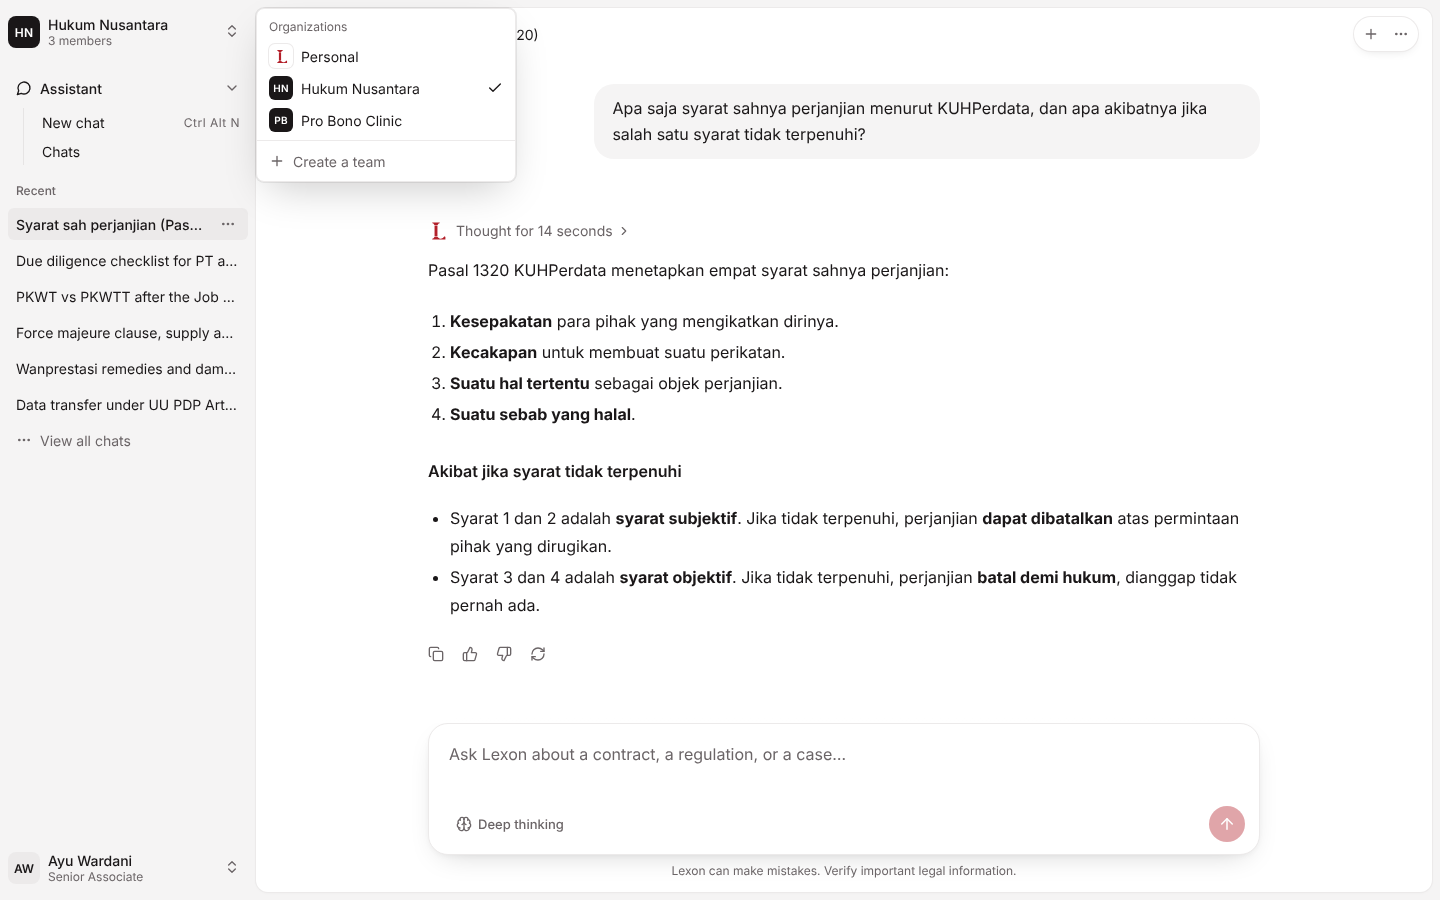 HN
Hukum Nusantara
3 members
Assistant
New chat
Ctrl Alt N
Chats
Recent
Syarat sah perjanjian (Pas...
Due diligence checklist for PT a...
PKWT vs PKWTT after the Job ...
Force majeure clause, supply a...
Wanprestasi remedies and dam...
Data transfer under UU PDP Art...
View all chats
AW
Ayu Wardani
Senior Associate
Organizations
L Personal
HN Hukum Nusantara
PB Pro Bono Clinic
Create a team
20)
Apa saja syarat sahnya perjanjian menurut KUHPerdata, dan apa akibatnya jika
salah satu syarat tidak terpenuhi?
L Thought for 14 seconds
Pasal 1320 KUHPerdata menetapkan empat syarat sahnya perjanjian:
1. Kesepakatan para pihak yang mengikatkan dirinya.
2. Kecakapan untuk membuat suatu perikatan.
3. Suatu hal tertentu sebagai objek perjanjian.
4. Suatu sebab yang halal.
Akibat jika syarat tidak terpenuhi
• Syarat 1 dan 2 adalah syarat subjektif. Jika tidak terpenuhi, perjanjian dapat dibatalkan atas permintaan
pihak yang dirugikan.
• Syarat 3 dan 4 adalah syarat objektif. Jika tidak terpenuhi, perjanjian batal demi hukum, dianggap tidak
pernah ada.
Ask Lexon about a contract, a regulation, or a case...
Deep thinking
Lexon can make mistakes. Verify important legal information.